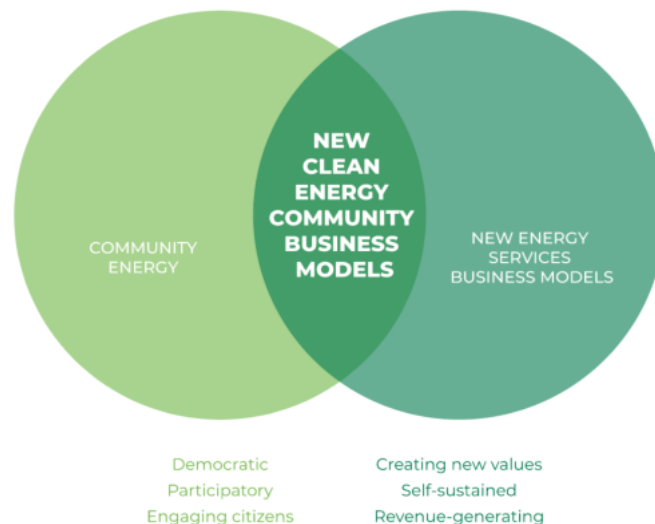 NEW
CLEAN
ENERGY
COMMUNITY
BUSINESS
MODELS
COMMUNITY
ENERGY
NEW ENERGY
SERVICES
BUSINESS MODELS
Democratic
Participatory
Engaging citizens
Creating new values
Self-sustained
Revenue-generating